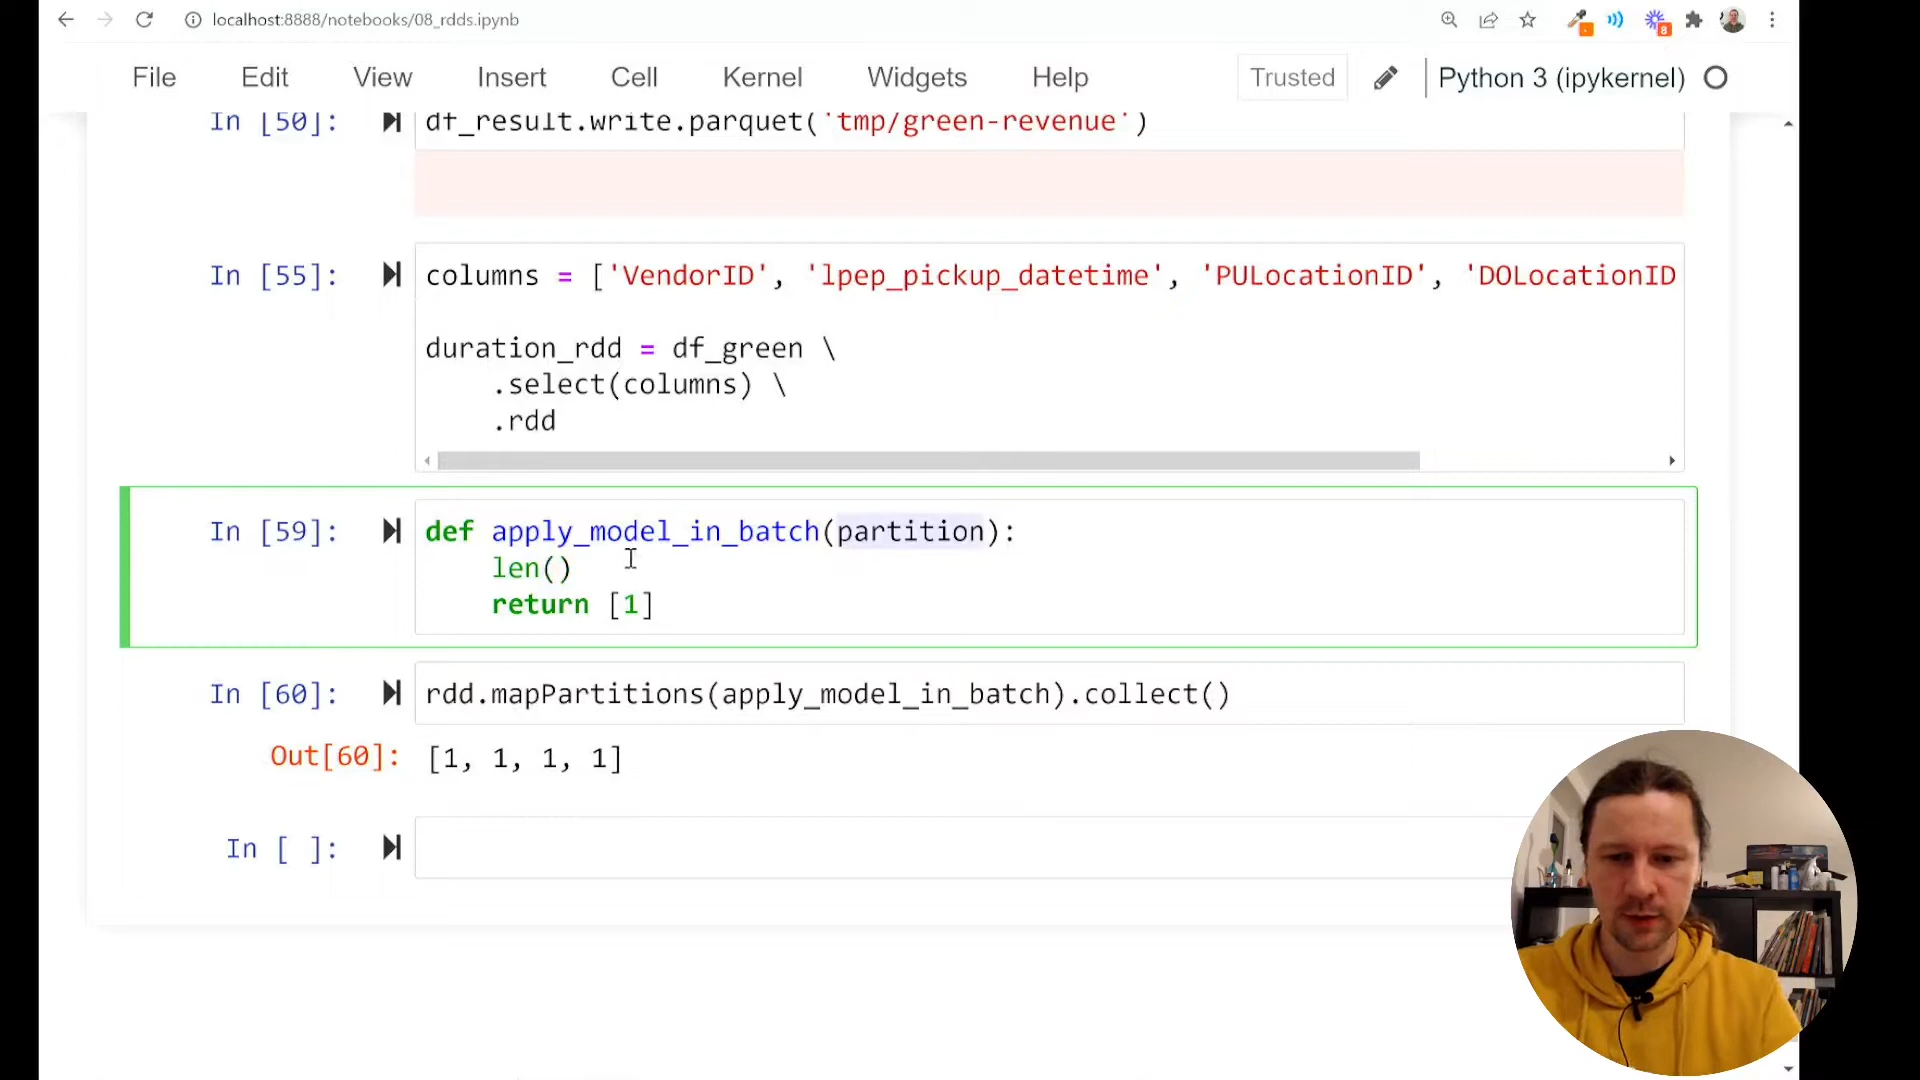 localhost:8888/notebooks/08_rdds.ipynb
8
File Edit View Insert Cell Kernel Widgets Help Trusted Python 3 (ipykernel)
In [50]: df_result.write.parquet('tmp/green-revenue')
In [55]: columns = ['VendorID', 'lpep_pickup_datetime', 'PULocationID', 'DOLocationID
duration_rdd = df_green \
.select(columns) \
.rdd
In [59]: def apply_model_in_batch(partition):
len()
return [1]
In [60]: rdd.mapPartitions(apply_model_in_batch).collect()
Out[60]: [1, 1, 1, 1]
In [ ]: